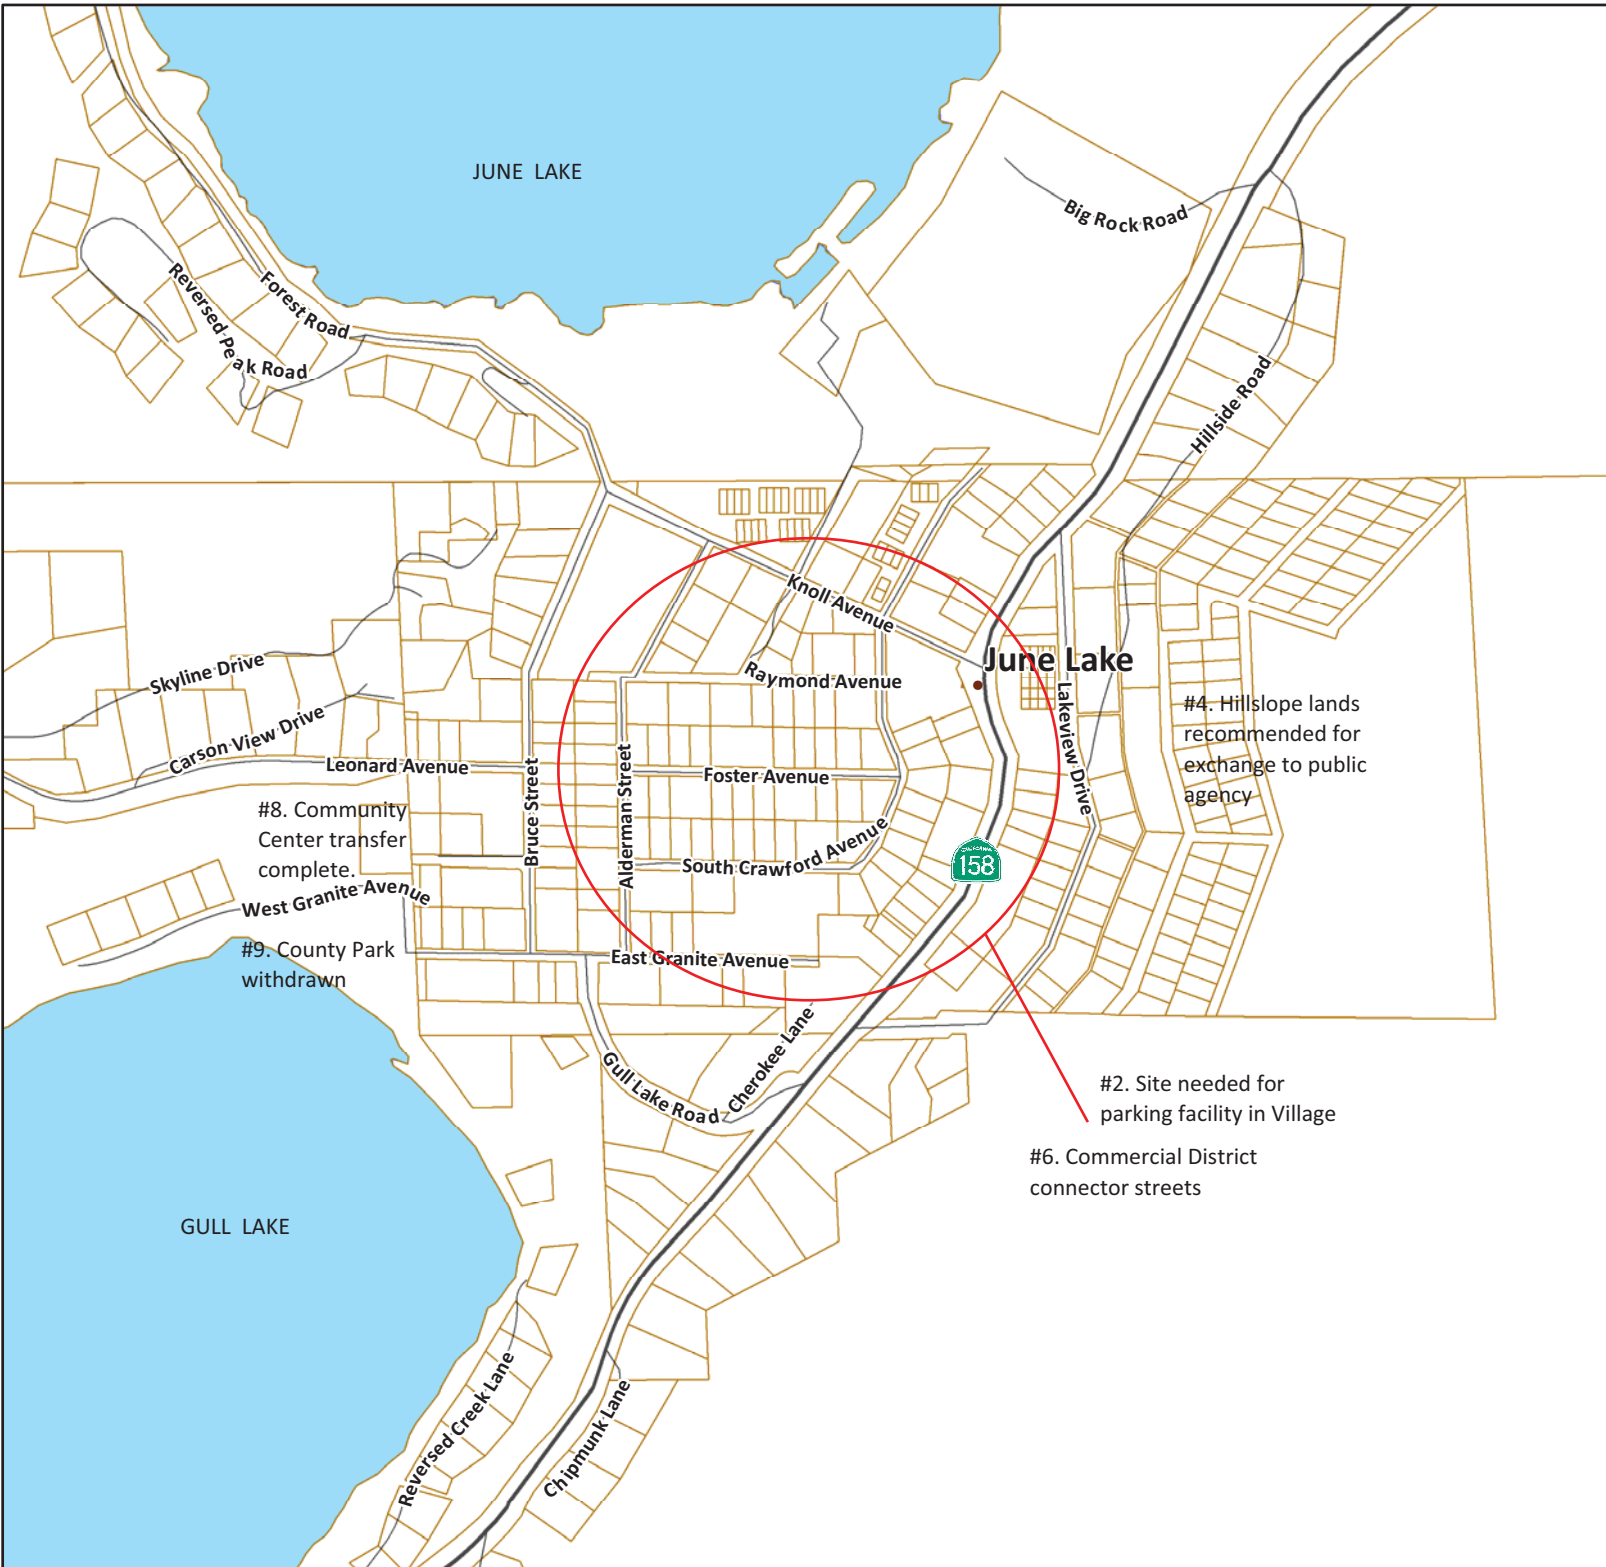 JUNE LAKE
Big Rock Road
Forest Road
Reversed Peak Road
Hillside Road
Knoll Avenue
June Lake
Raymond Avenue
Skyline Drive
Carson View Drive
Lakeview Drive
#4. Hillslope lands
recommended for
exchange to public
agency
Leonard Avenue
Foster Avenue
Bruce Street
Alderman Street
#8. Community
Center transfer
complete.
South Crawford Avenue
CALIFORNIA
158
West Granite Avenue
#9. County Park
withdrawn
East Granite Avenue
Cherokee Lane
Gull Lake Road
#2. Site needed for
parking facility in Village
#6. Commercial District
connector streets
GULL LAKE
Reversed Creek Lane
Chipmunk Lane